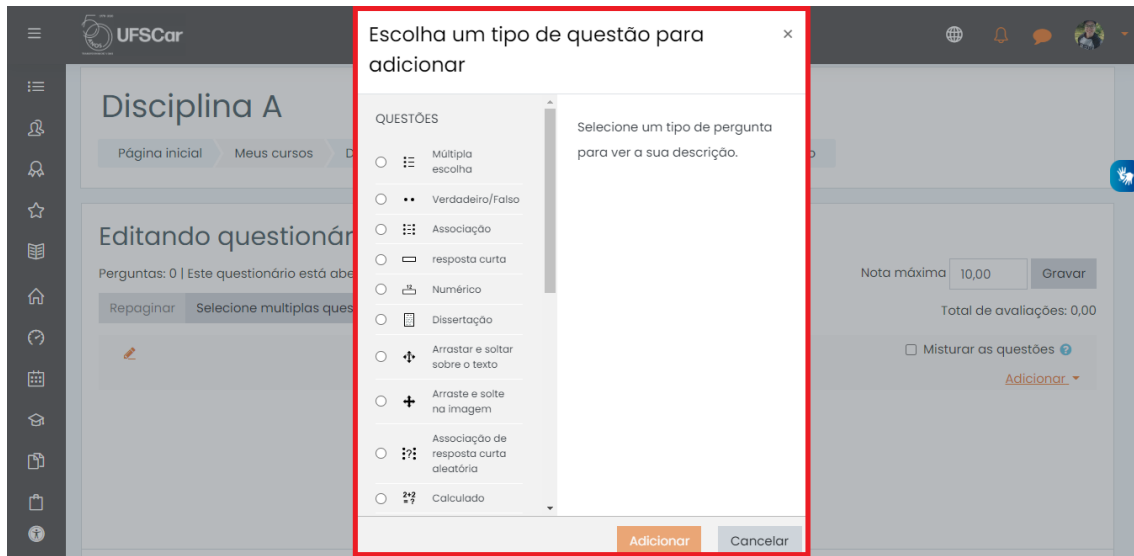 UFSCar
Escolha um tipo de questão para
adicionar
×
QUESTÕES
Múltipla
escolha
Verdadeiro/Falso
Associação
resposta curta
Numérico
Dissertação
Arrastar e soltar
sobre o texto
Arraste e solte
na imagem
Associação de
resposta curta
aleatória
2+2
= ?
Calculado
Selecione um tipo de pergunta
para ver a sua descrição.
Adicionar
Cancelar
Disciplina A
Página inicial
Meus cursos
D
o
Editando questionár
Perguntas: 0 | Este questionário está abe
Repaginar
Selecione multiplas ques
Nota máxima
10,00
Gravar
Total de avaliações: 0,00
Misturar as questões
Adicionar